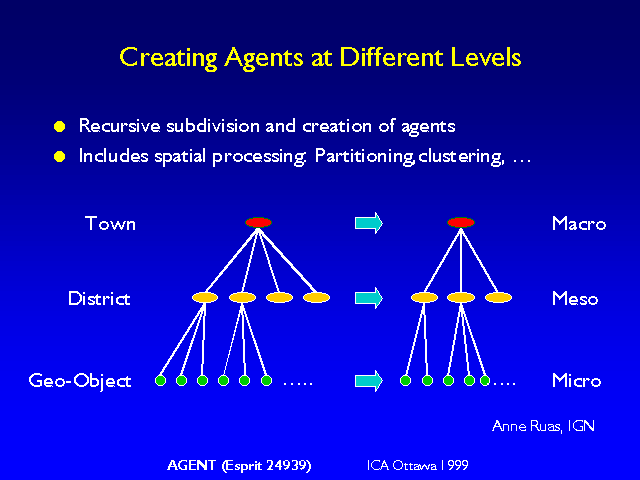 Creating Agents at Different Levels
Recursive subdivision and creation of agents
Includes spatial processing: Partitioning, clustering, …
Town
Macro
District
Meso
Geo-Object
.....
....
Micro
Anne Ruas, IGN
AGENT (Esprit 24939)
ICA Ottawa 1999